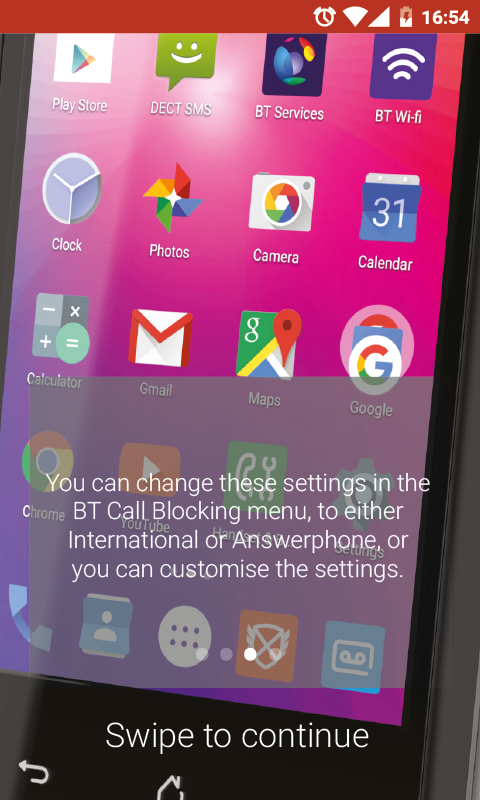 16:54
Play Store
DECT SMS
BT Services
BT Wi-fi
31
Clock
Photos
Camera
Calendar
g
G
Calculator
Gmail
Maps
Google
Chrome
YouTube
Settings
You can change these settings in the
BT Call Blocking menu, to either
International or Answerphone, or
you can customise the settings.
Swipe to continue